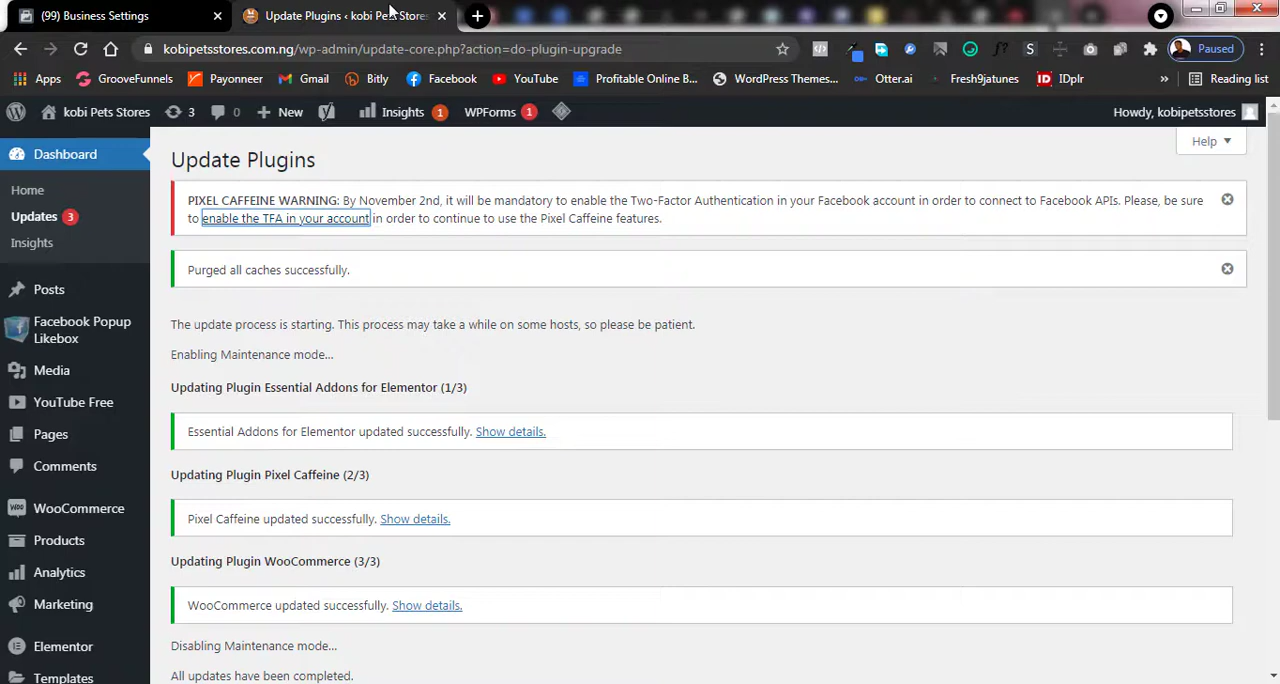 (99) Business Settings
Update Plugins ‹ kobi Pets Stores
kobipetsstores.com.ng/wp-admin/update-core.php?action=do-plugin-upgrade
Paused
Apps
GrooveFunnels
Payonneer
Gmail
Bitly
Facebook
YouTube
Profitable Online B...
WordPress Themes...
Otter.ai
Fresh9jatunes
IDplr
»
Reading list
kobi Pets Stores
3
0
New
Insights 1
WPForms 1
Howdy, kobipetsstores
Dashboard
Home
Updates 3
Insights
Posts
Facebook Popup
Likebox
Media
YouTube Free
Pages
Comments
WooCommerce
Products
Analytics
Marketing
Elementor
Templates
Help
Update Plugins
PIXEL CAFFEINE WARNING: By November 2nd, it will be mandatory to enable the Two-Factor Authentication in your Facebook account in order to connect to Facebook APIs. Please, be sure
to enable the TFA in your account in order to continue to use the Pixel Caffeine features.
Purged all caches successfully.
The update process is starting. This process may take a while on some hosts, so please be patient.
Enabling Maintenance mode...
Updating Plugin Essential Addons for Elementor (1/3)
Essential Addons for Elementor updated successfully. Show details.
Updating Plugin Pixel Caffeine (2/3)
Pixel Caffeine updated successfully. Show details.
Updating Plugin WooCommerce (3/3)
WooCommerce updated successfully. Show details.
Disabling Maintenance mode...
All updates have been completed.